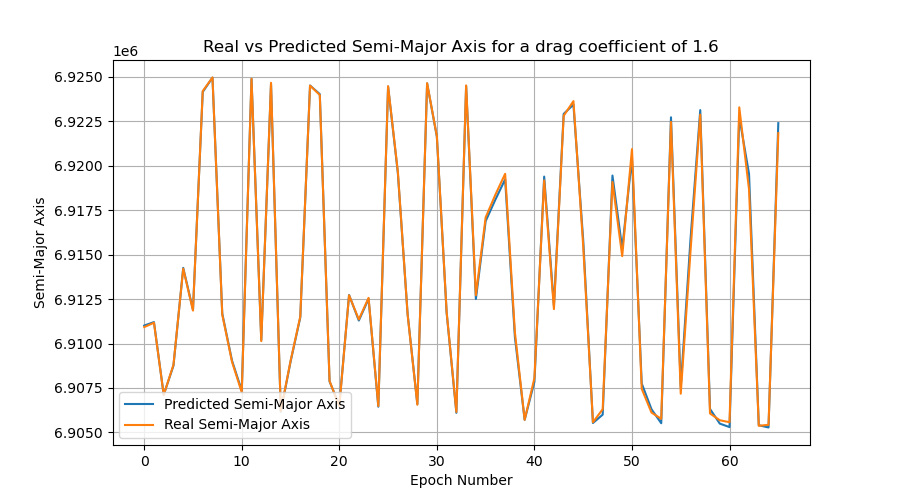 Real vs Predicted Semi-Major Axis for a drag coefficient of 1.6
1e6
6.9250
6.9225
6.9200
6.9175
6.9150
6.9125
6.9100
6.9075
6.9050
Semi-Major Axis
Predicted Semi-Major Axis
Real Semi-Major Axis
0 10 20 30 40 50 60
Epoch Number